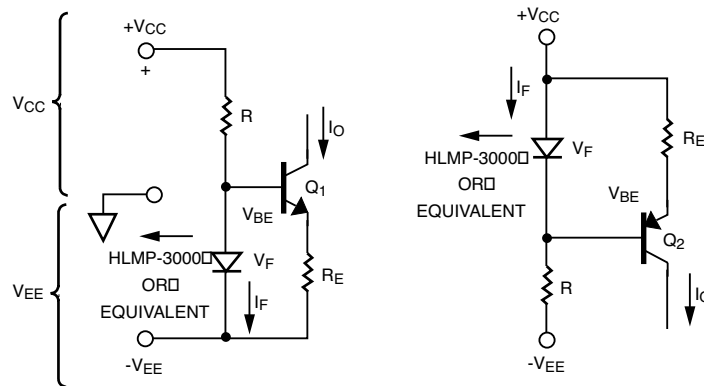 +VCC
+
VCC
R
IO
Q1
VBE
HLMP-3000□
OR□
EQUIVALENT
VF
RE
VEE
IF
-VEE
+VCC
IF
VF
HLMP-3000□
OR□
EQUIVALENT
RE
VBE
Q2
R
IO
-VEE